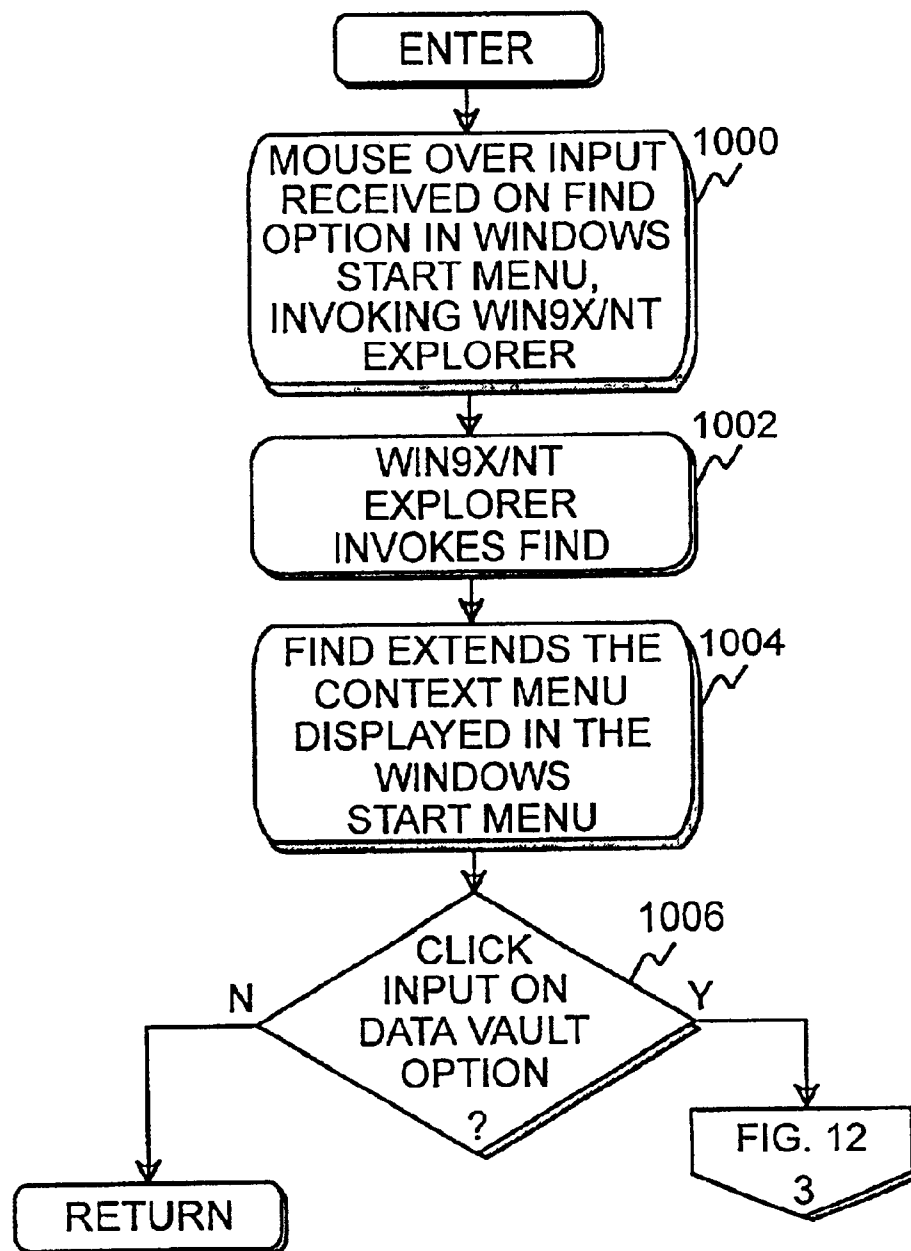 ENTER
1000
MOUSE OVER INPUT
RECEIVED ON FIND
OPTION IN WINDOWS
START MENU,
INVOKING WIN9X/NT
EXPLORER
1002
WIN9X/NT
EXPLORER
INVOKES FIND
1004
FIND EXTENDS THE
CONTEXT MENU
DISPLAYED IN THE
WINDOWS
START MENU
1006
CLICK
INPUT ON
DATA VAULT
OPTION
?
N
Y
RETURN
FIG. 12
3